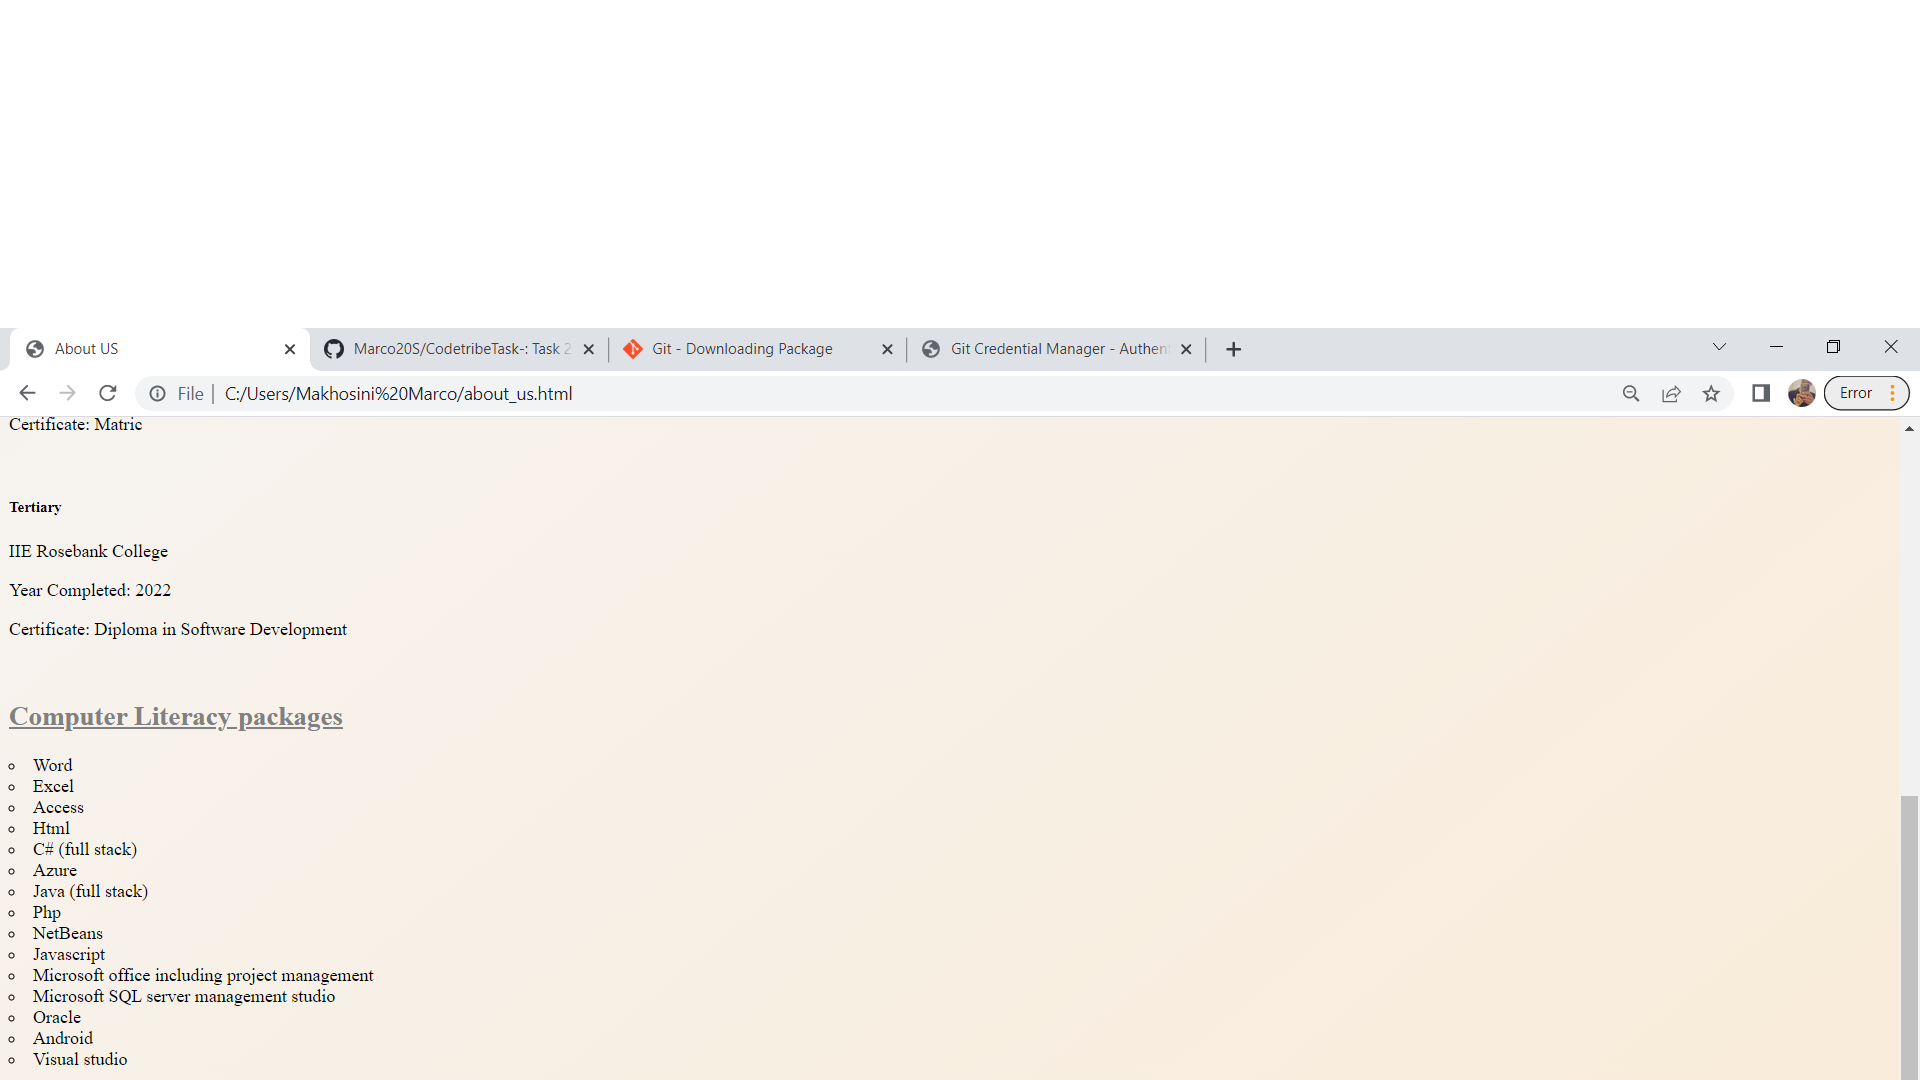 About US
Marco20S/CodetribeTask-: Task 2
Git - Downloading Package
Git Credential Manager - Authent
File
C:/Users/Makhosini%20Marco/about_us.html
Error
Certificate: Matric
Tertiary
IIE Rosebank College
Year Completed: 2022
Certificate: Diploma in Software Development
Computer Literacy packages
Word
Excel
Access
Html
C# (full stack)
Azure
Java (full stack)
Php
NetBeans
Javascript
Microsoft office including project management
Microsoft SQL server management studio
Oracle
Android
Visual studio